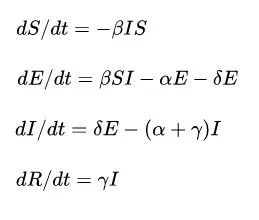 dS/dt = −βIS
dE/dt = βSI − αE − δE
dI/dt = δE − (α + γ)I
dR/dt = γI